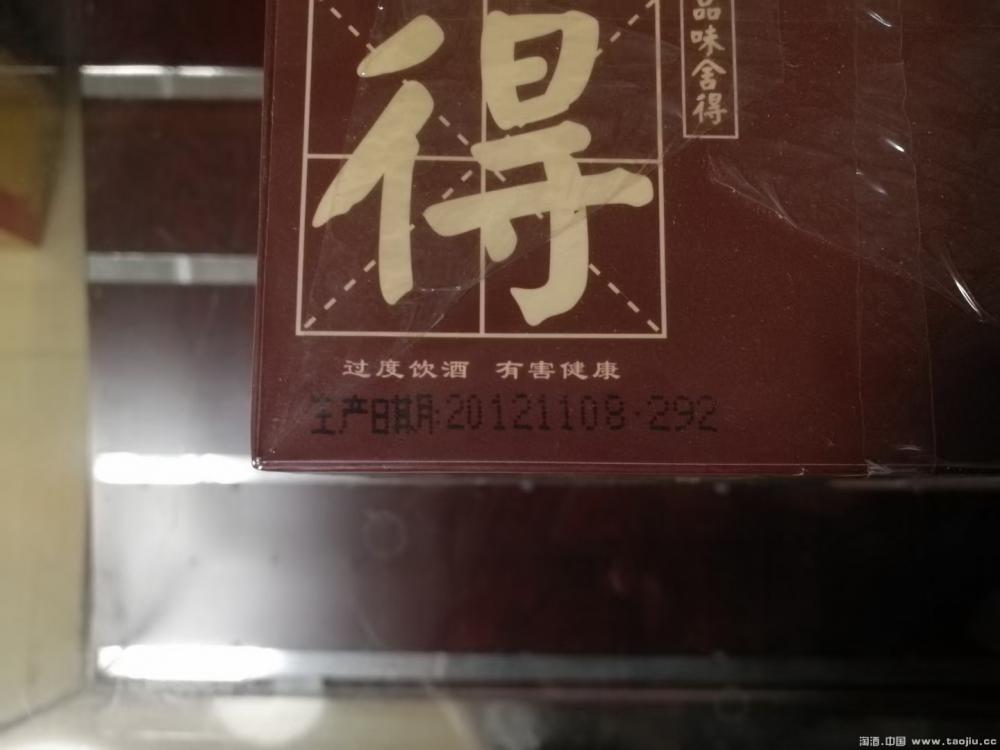 得
品味舍得
过度饮酒 有害健康
生产日期:20121108·292
淘酒.中国 www.taojiu.cc